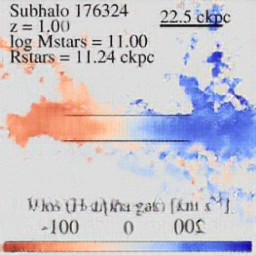 Subhalo 176324
z = 1.00
log Mstars = 11.00
Rstars = 11.24 ckpc
22.5 ckpc
-100 0